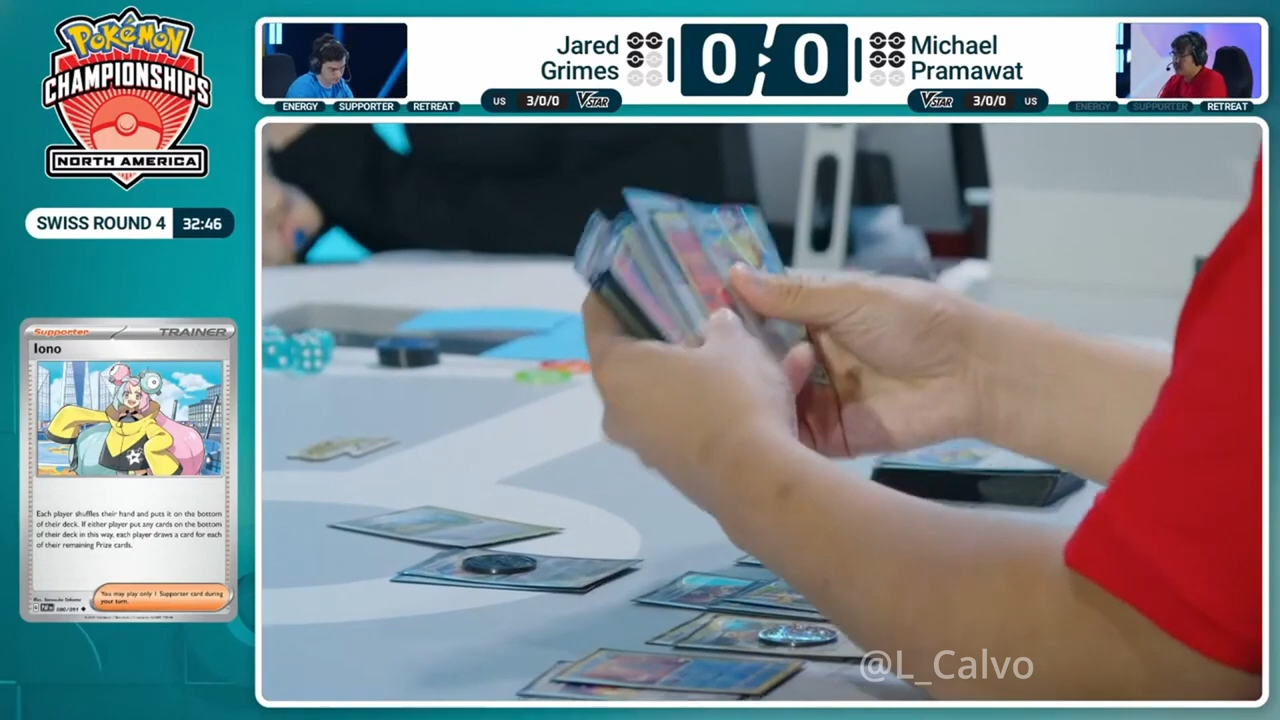 Pokémon
CHAMPIONSHIPS
NORTH AMERICA
SWISS ROUND 4 32:46
Jared
Grimes
0 0
Michael
Pramawat
ENERGY SUPPORTER RETREAT
US 3/0/0 VSTAR
VSTAR 3/0/0 US
ENERGY SUPPORTER RETREAT
Supporter TRAINER
Iono
Each player shuffles their hand and puts it on the bottom
of their deck. If either player put any cards on the bottom
of their deck in this way, each player draws a card for each
of their remaining Prize cards.
You may play only 1 Supporter card during
your turn.
@L_Calvo